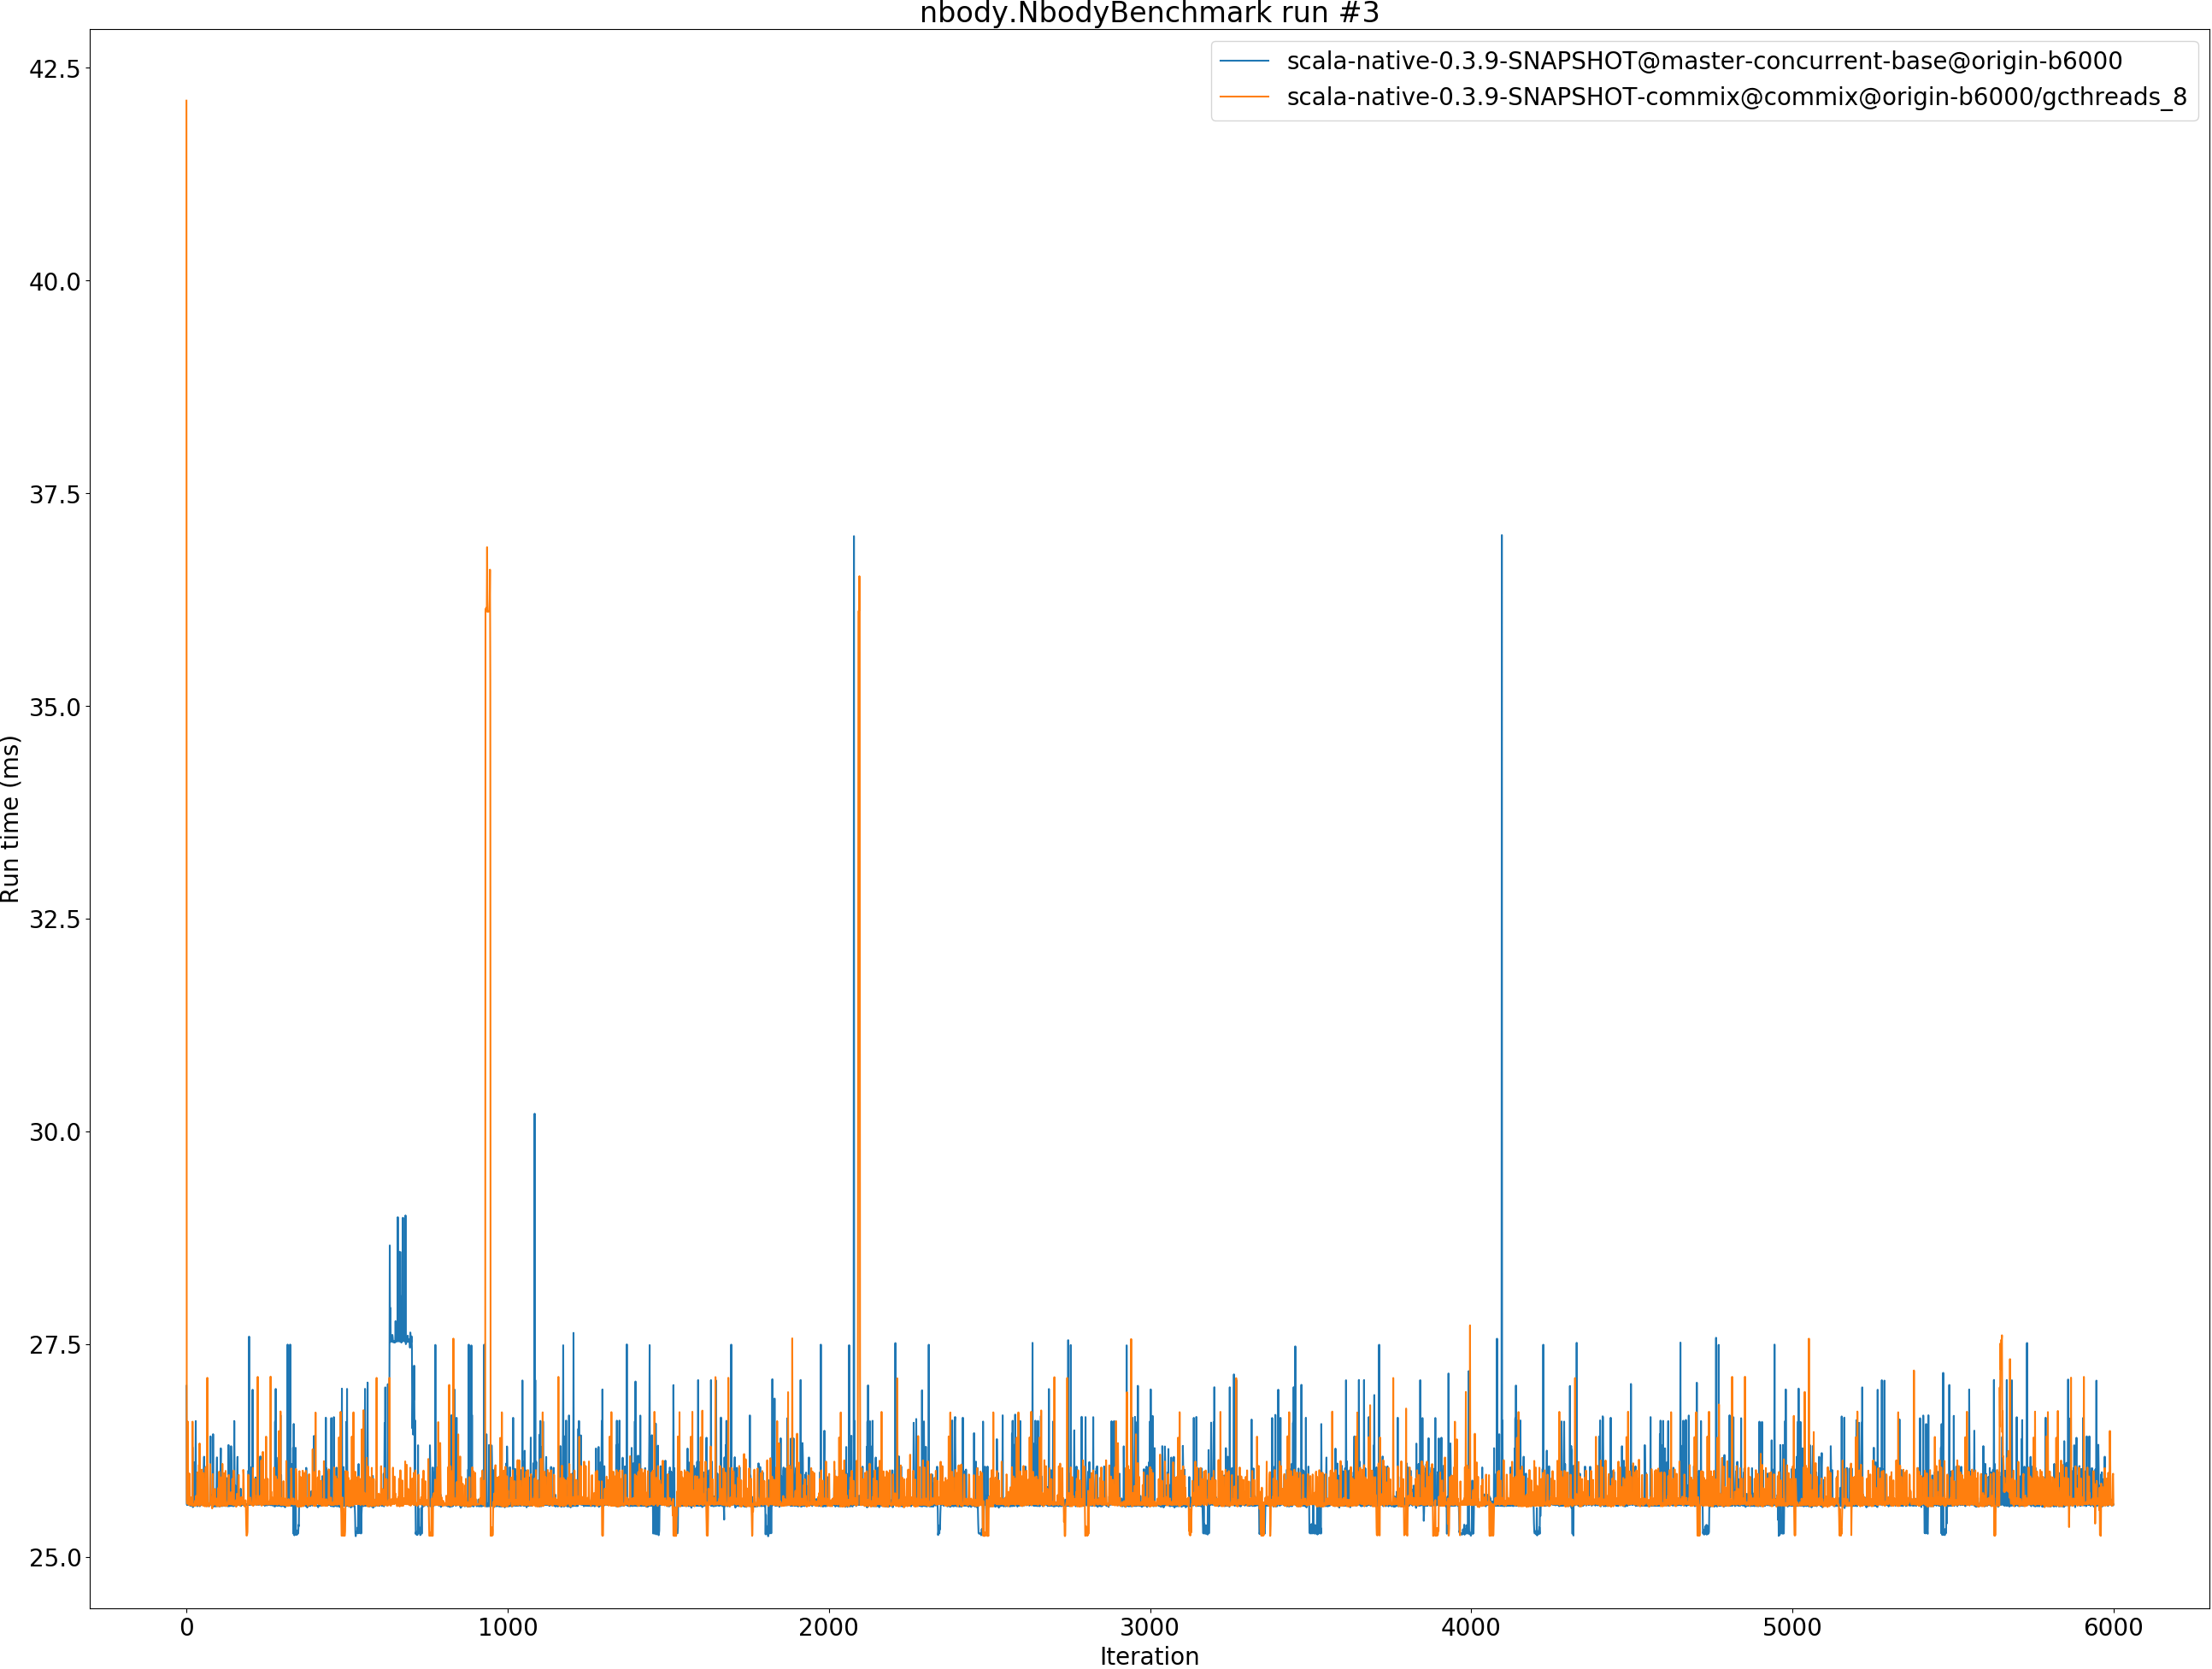 nbody.NbodyBenchmark run #3
scala-native-0.3.9-SNAPSHOT@master-concurrent-base@origin-b6000
scala-native-0.3.9-SNAPSHOT-commix@commix@origin-b6000/gcthreads_8
42.5
40.0
37.5
35.0
32.5
30.0
27.5
25.0
Run time (ms)
0 1000 2000 3000 4000 5000 6000
Iteration